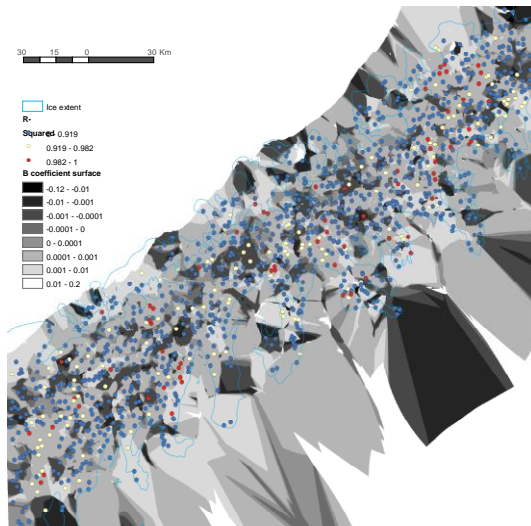 30 15 0 30 Km
Ice extent
R-
Squared
0 - 0.919
0.919 - 0.982
0.982 - 1
B coefficient surface
-0.12 - -0.01
-0.01 - -0.001
-0.001 - -0.0001
-0.0001 - 0
0 - 0.0001
0.0001 - 0.001
0.001 - 0.01
0.01 - 0.2